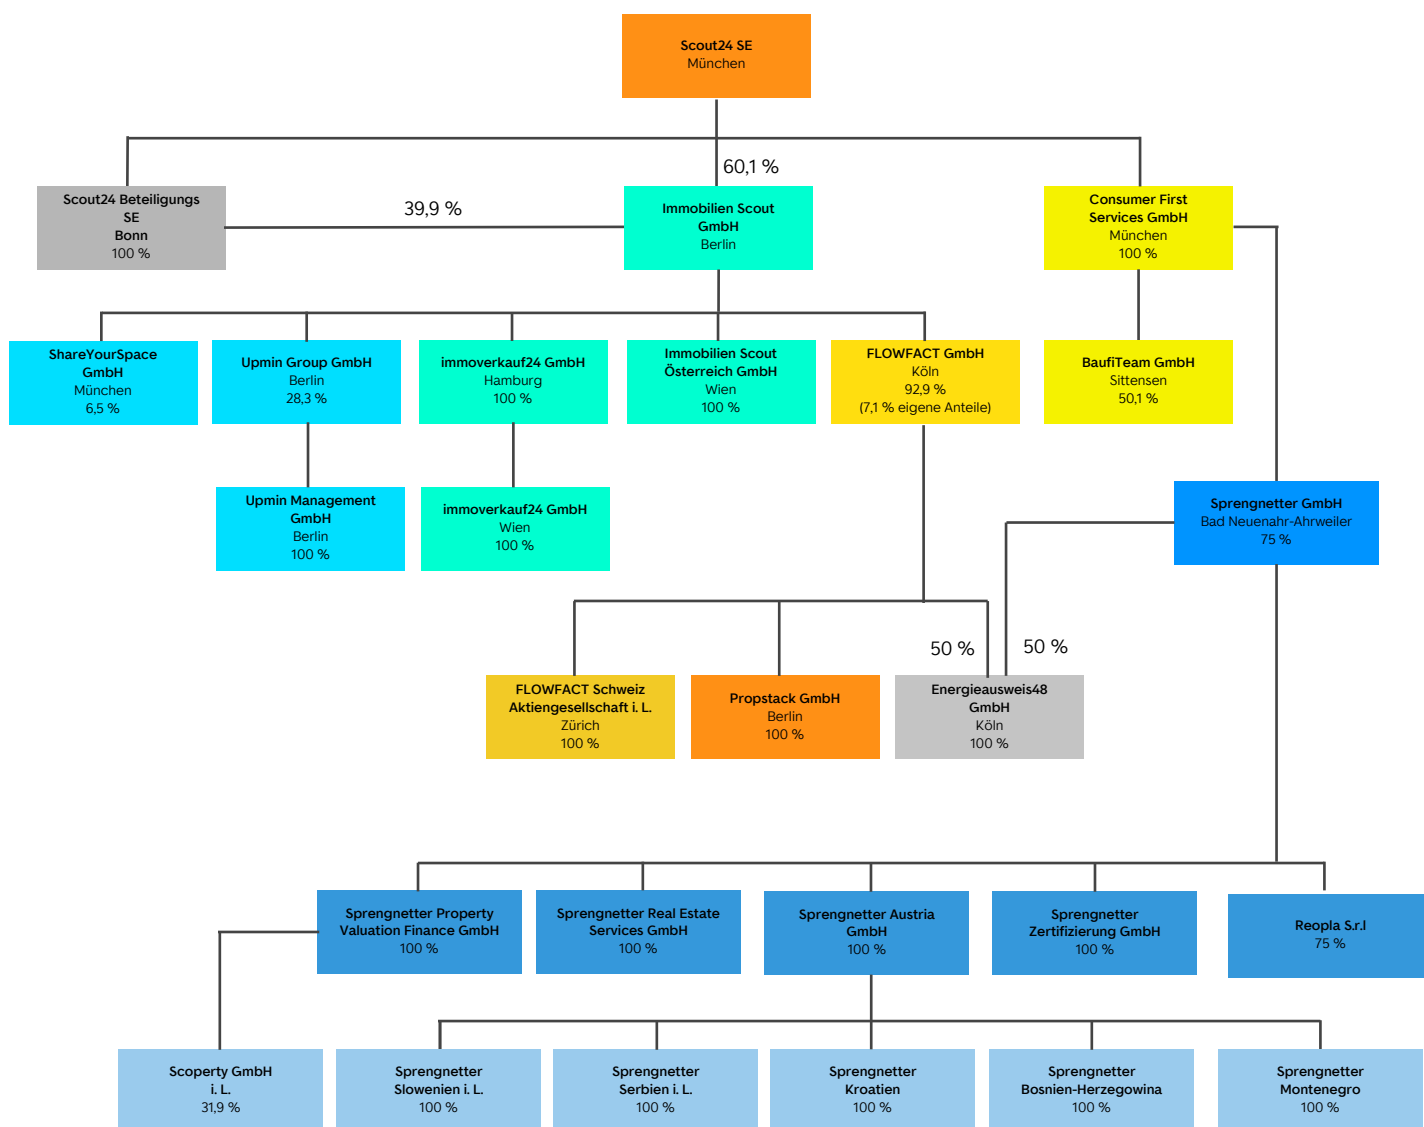 Scout24 SE
München
60,1 %
39,9 %
Scout24 Beteiligungs
SE
Bonn
100 %
Immobilien Scout
GmbH
Berlin
Consumer First
Services GmbH
München
100 %
ShareYourSpace
GmbH
München
6,5 %
Upmin Group GmbH
Berlin
28,3 %
immoverkauf24 GmbH
Hamburg
100 %
Immobilien Scout
Österreich GmbH
Wien
100 %
FLOWFACT GmbH
Köln
92,9 %
(7,1 % eigene Anteile)
BaufiTeam GmbH
Sittensen
50,1 %
Upmin Management
GmbH
Berlin
100 %
immoverkauf24 GmbH
Wien
100 %
Sprengnetter GmbH
Bad Neuenahr-Ahrweiler
75 %
50 %
50 %
FLOWFACT Schweiz
Aktiengesellschaft i. L.
Zürich
100 %
Propstack GmbH
Berlin
100 %
Energieausweis48
GmbH
Köln
100 %
Sprengnetter Property
Valuation Finance GmbH
100 %
Sprengnetter Real Estate
Services GmbH
100 %
Sprengnetter Austria
GmbH
100 %
Sprengnetter
Zertifizierung GmbH
100 %
Reopla S.r.l
75 %
Scoperty GmbH
i. L.
31,9 %
Sprengnetter
Slowenien i. L.
100 %
Sprengnetter
Serbien i. L.
100 %
Sprengnetter
Kroatien
100 %
Sprengnetter
Bosnien-Herzegowina
100 %
Sprengnetter
Montenegro
100 %